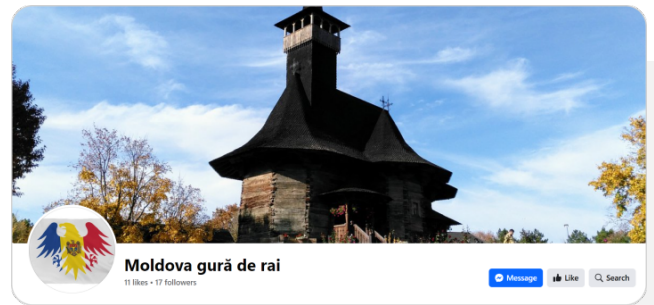 Moldova gură de rai
11 likes • 17 followers
Message Like Search